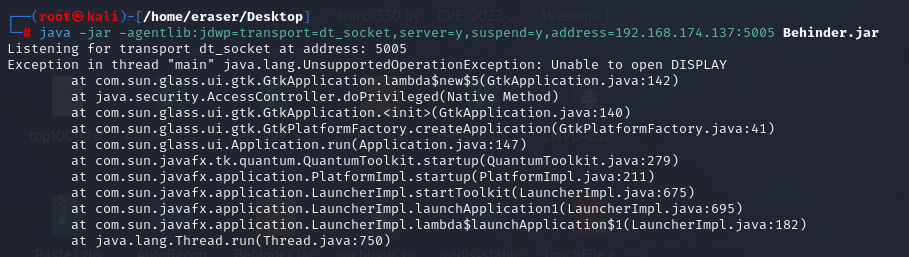 ┌──(root㉿kali)-[/home/eraser/Desktop]
└─# java -jar -agentlib:jdwp=transport=dt_socket,server=y,suspend=y,address=192.168.174.137:5005 Behinder.jar
Listening for transport dt_socket at address: 5005
Exception in thread "main" java.lang.UnsupportedOperationException: Unable to open DISPLAY
        at com.sun.glass.ui.gtk.GtkApplication.lambda$new$5(GtkApplication.java:142)
        at java.security.AccessController.doPrivileged(Native Method)
        at com.sun.glass.ui.gtk.GtkApplication.<init>(GtkApplication.java:140)
        at com.sun.glass.ui.gtk.GtkPlatformFactory.createApplication(GtkPlatformFactory.java:41)
        at com.sun.glass.ui.Application.run(Application.java:147)
        at com.sun.javafx.tk.quantum.QuantumToolkit.startup(QuantumToolkit.java:279)
        at com.sun.javafx.application.PlatformImpl.startup(PlatformImpl.java:211)
        at com.sun.javafx.application.LauncherImpl.startToolkit(LauncherImpl.java:675)
        at com.sun.javafx.application.LauncherImpl.launchApplication1(LauncherImpl.java:695)
        at com.sun.javafx.application.LauncherImpl.lambda$launchApplication$1(LauncherImpl.java:182)
        at java.lang.Thread.run(Thread.java:750)